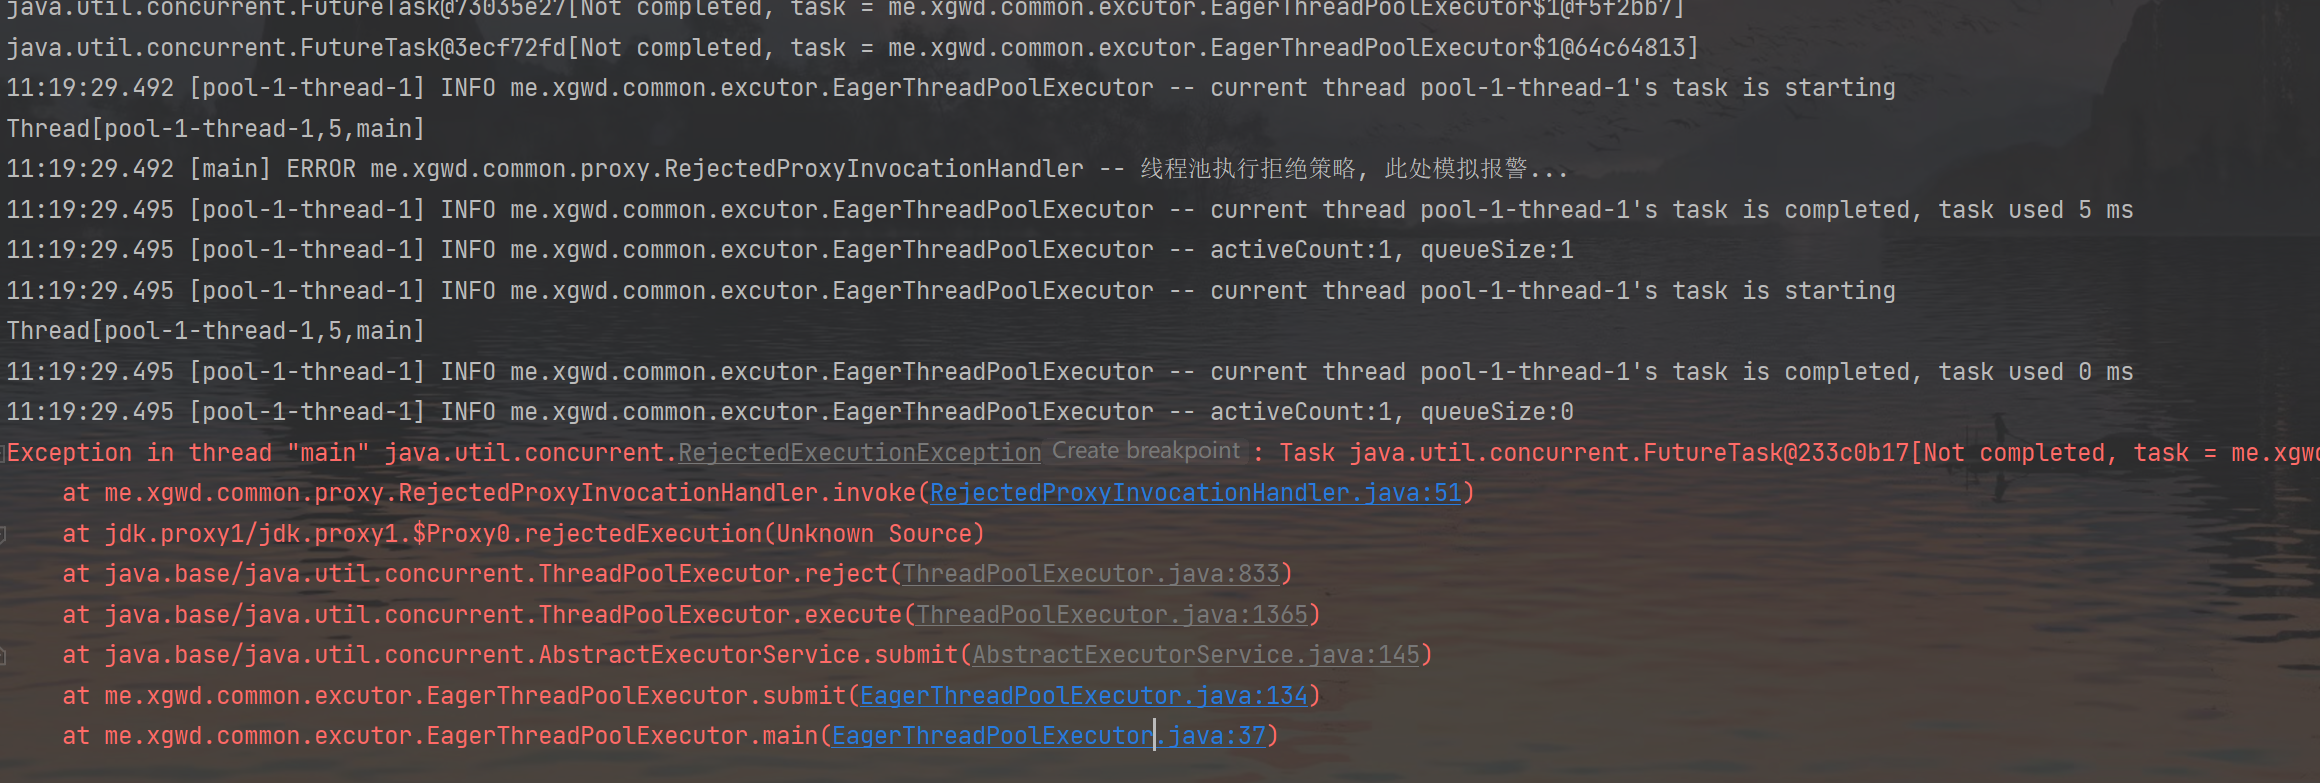 java.util.concurrent.FutureTask@73035e27[Not completed, task = me.xgwd.common.excutor.EagerThreadPoolExecutor$1@f5f2bb7]
java.util.concurrent.FutureTask@3ecf72fd[Not completed, task = me.xgwd.common.excutor.EagerThreadPoolExecutor$1@64c64813]
11:19:29.492 [pool-1-thread-1] INFO me.xgwd.common.excutor.EagerThreadPoolExecutor -- current thread pool-1-thread-1's task is starting
Thread[pool-1-thread-1,5,main]
11:19:29.492 [main] ERROR me.xgwd.common.proxy.RejectedProxyInvocationHandler -- 线程池执行拒绝策略, 此处模拟报警...
11:19:29.495 [pool-1-thread-1] INFO me.xgwd.common.excutor.EagerThreadPoolExecutor -- current thread pool-1-thread-1's task is completed, task used 5 ms
11:19:29.495 [pool-1-thread-1] INFO me.xgwd.common.excutor.EagerThreadPoolExecutor -- activeCount:1, queueSize:1
11:19:29.495 [pool-1-thread-1] INFO me.xgwd.common.excutor.EagerThreadPoolExecutor -- current thread pool-1-thread-1's task is starting
Thread[pool-1-thread-1,5,main]
11:19:29.495 [pool-1-thread-1] INFO me.xgwd.common.excutor.EagerThreadPoolExecutor -- current thread pool-1-thread-1's task is completed, task used 0 ms
11:19:29.495 [pool-1-thread-1] INFO me.xgwd.common.excutor.EagerThreadPoolExecutor -- activeCount:1, queueSize:0
Exception in thread "main" java.util.concurrent.RejectedExecutionException Create breakpoint : Task java.util.concurrent.FutureTask@233c0b17[Not completed, task = me.xgwd
at me.xgwd.common.proxy.RejectedProxyInvocationHandler.invoke(RejectedProxyInvocationHandler.java:51)
at jdk.proxy1/jdk.proxy1.$Proxy0.rejectedExecution(Unknown Source)
at java.base/java.util.concurrent.ThreadPoolExecutor.reject(ThreadPoolExecutor.java:833)
at java.base/java.util.concurrent.ThreadPoolExecutor.execute(ThreadPoolExecutor.java:1365)
at java.base/java.util.concurrent.AbstractExecutorService.submit(AbstractExecutorService.java:145)
at me.xgwd.common.excutor.EagerThreadPoolExecutor.submit(EagerThreadPoolExecutor.java:134)
at me.xgwd.common.excutor.EagerThreadPoolExecutor.main(EagerThreadPoolExecutor.java:37)